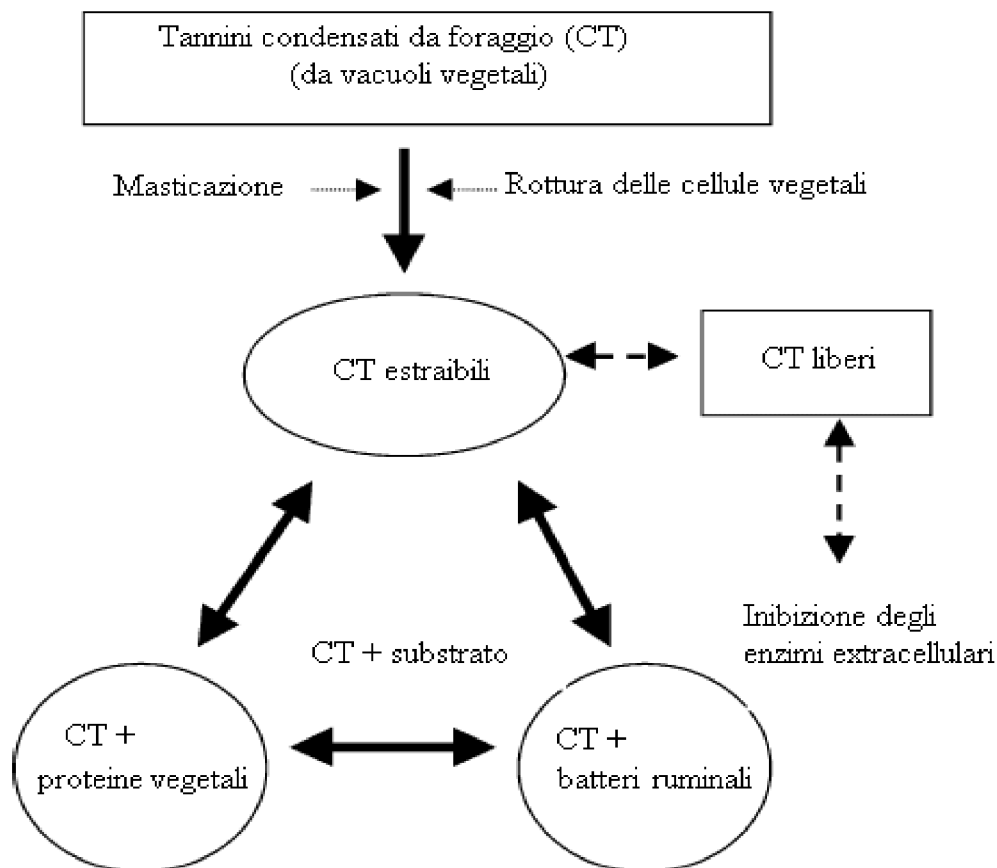 Tannini condensati da foraggio (CT)
(da vacuoli vegetali)
Masticazione
Rottura delle cellule vegetali
CT estraibili
CT liberi
Inibizione degli
enzimi extracellulari
CT + substrato
CT +
proteine vegetali
CT +
batteri ruminali